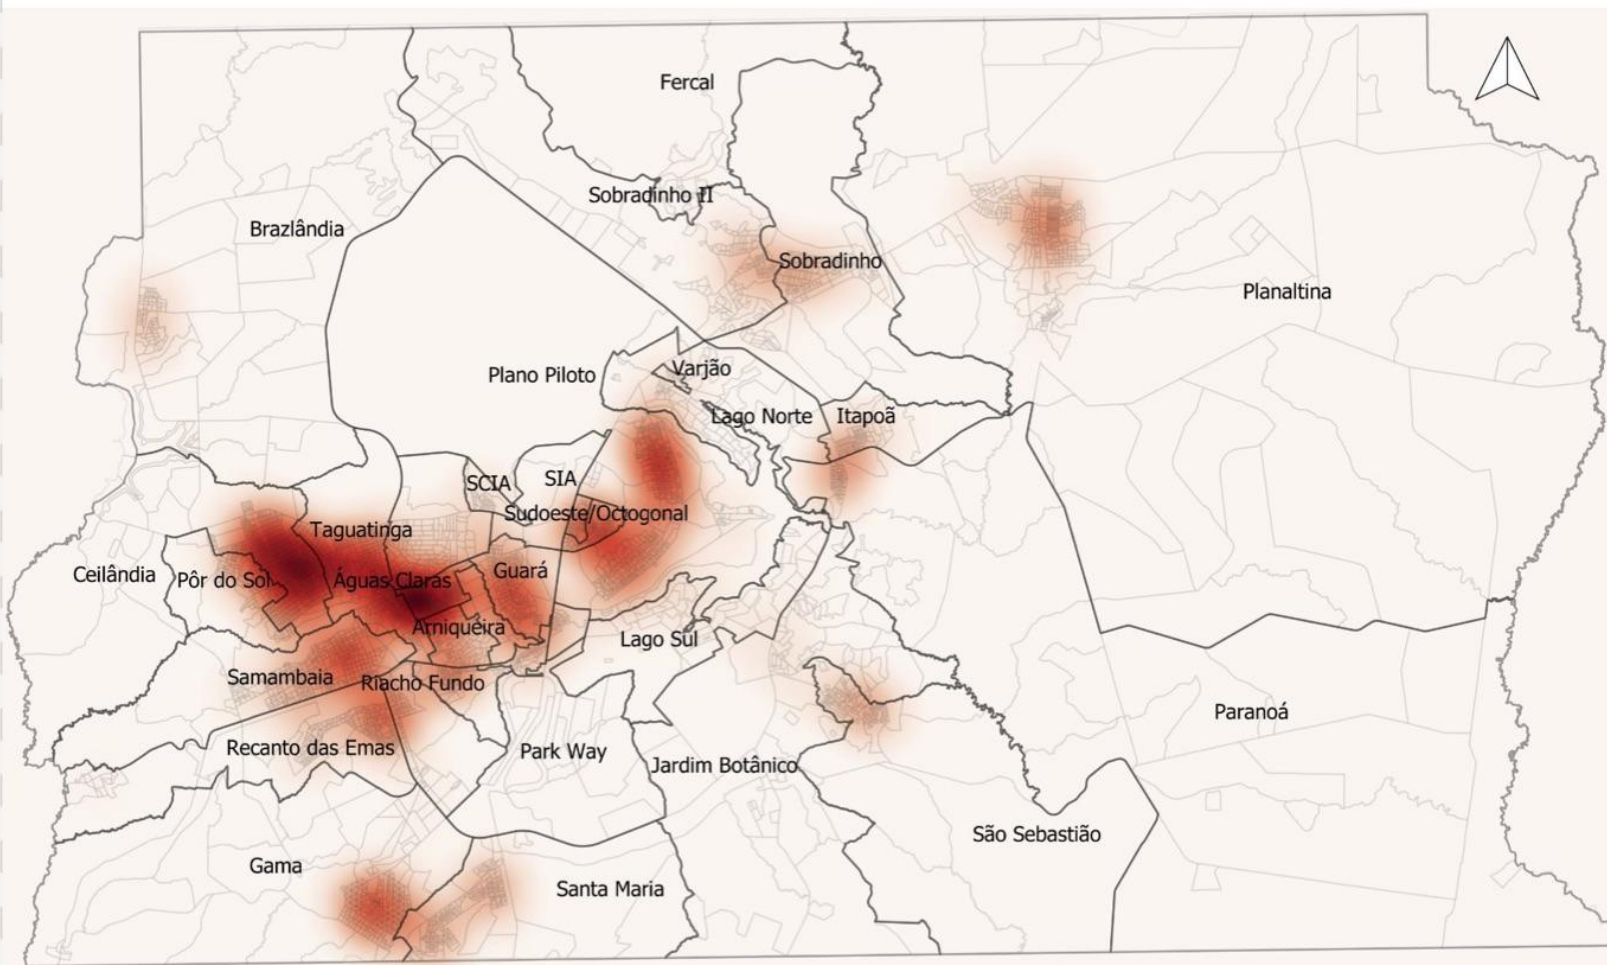 Fercal
Sobradinho II
Brazlândia
Sobradinho
Planaltina
Plano Piloto
Varjão
Lago Norte
Itapoã
SCIA
SIA
Sudoeste/Octogonal
Taguatinga
Ceilândia
Pôr do Sol
Águas Claras
Guará
Arniqueira
Lago Sul
Samambaia
Riacho Fundo
Recanto das Emas
Park Way
Jardim Botânico
Paranoá
São Sebastião
Gama
Santa Maria